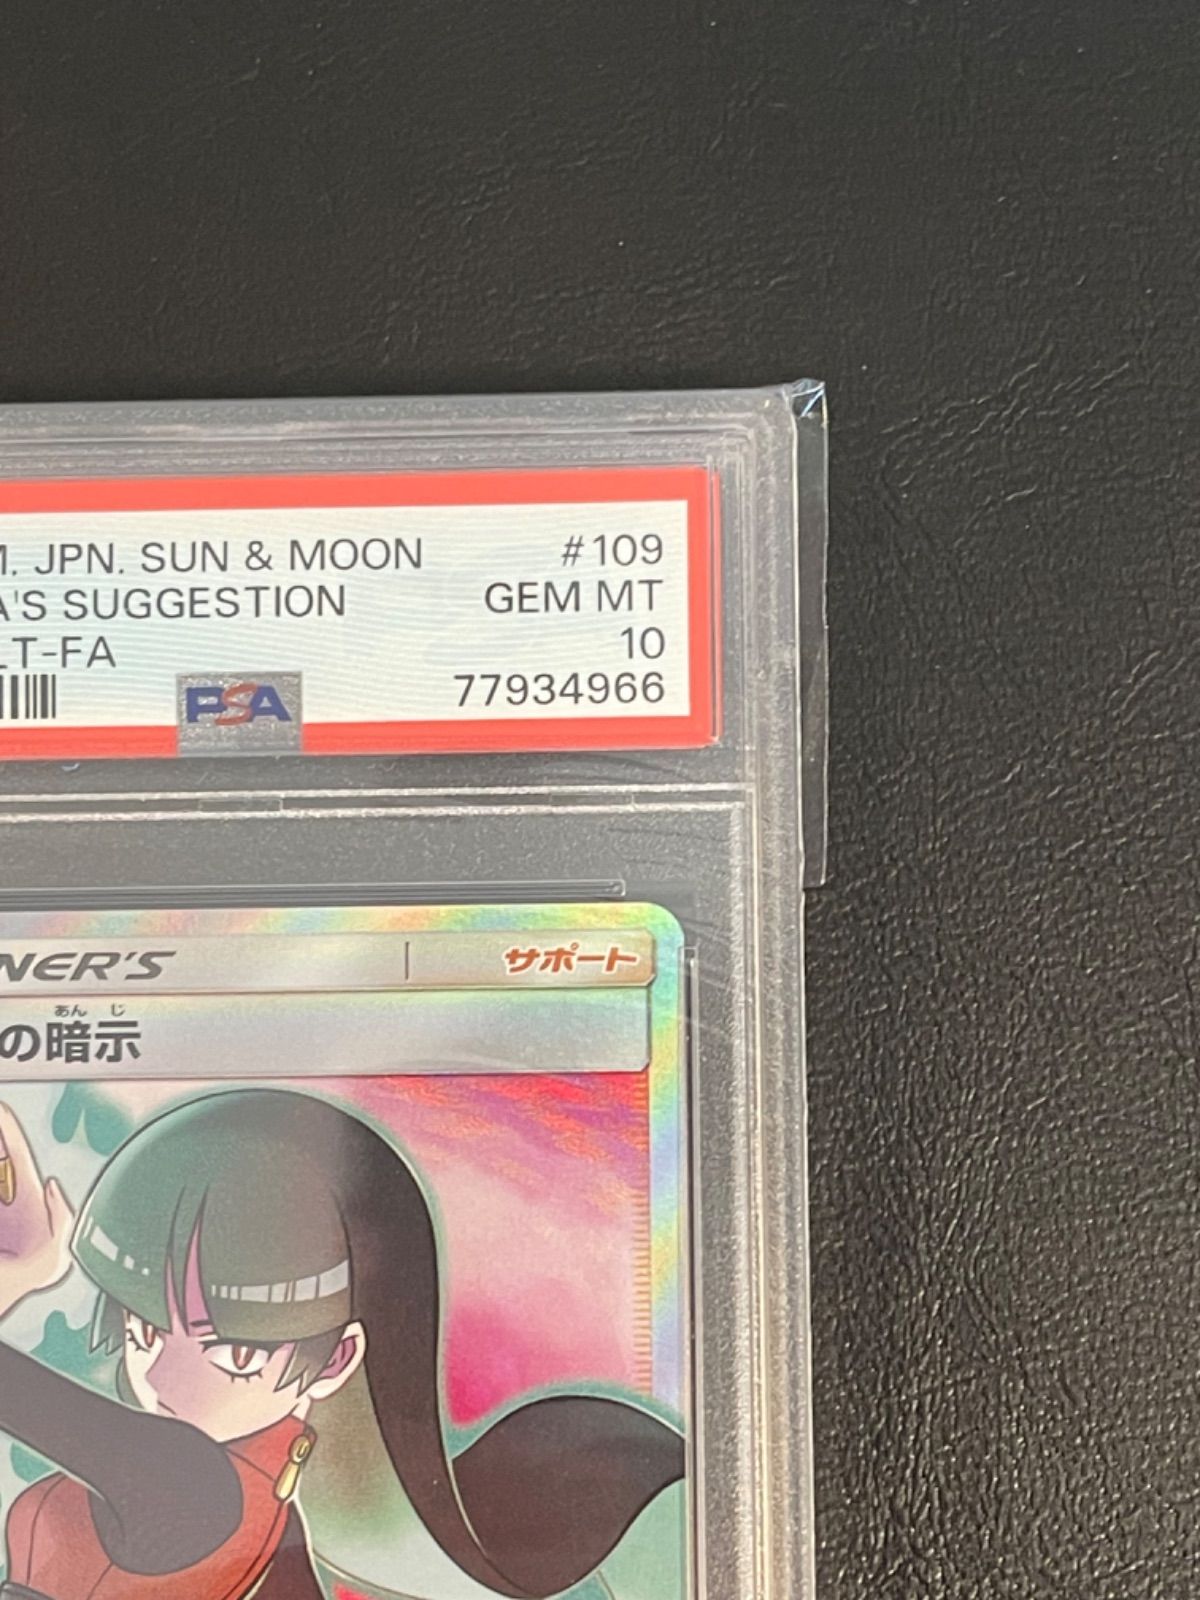 M. JPN. SUN & MOON #109
A'S SUGGESTION GEM MT
LT-FA 10
PSA 77934966
NER'S サポート
あんじ
の暗示